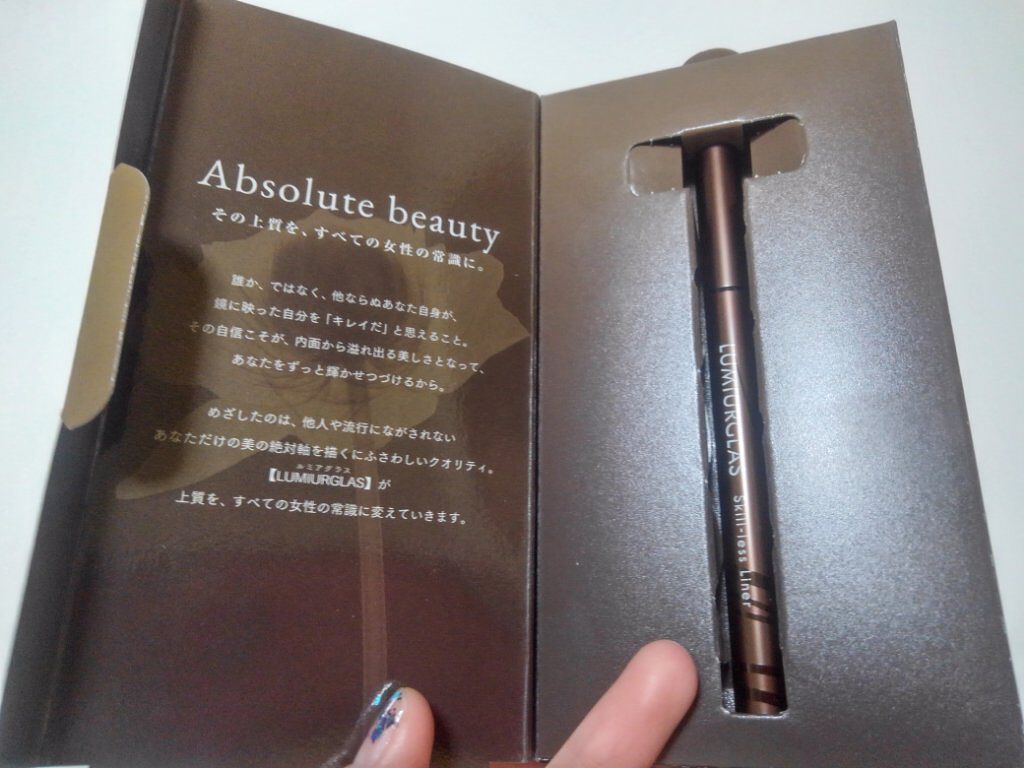 Absolute beauty
その上質を、すべての女性の常識に。
誰か、ではなく、他ならぬあなた自身が、
鏡に映った自分を「キレイだ」と思えること。
その自信こそが、内面から溢れ出る美しさとなって、
あなたをずっと輝かせつづけるから。
めざしたのは、他人や流行にながされない
あなただけの美の絶対軸を描くにふさわしいクオリティ。
ルミアグラス
【LUMIURGLAS】が
上質を、すべての女性の常識に変えていきます。
LUMIURGLAS Skill-less Liner